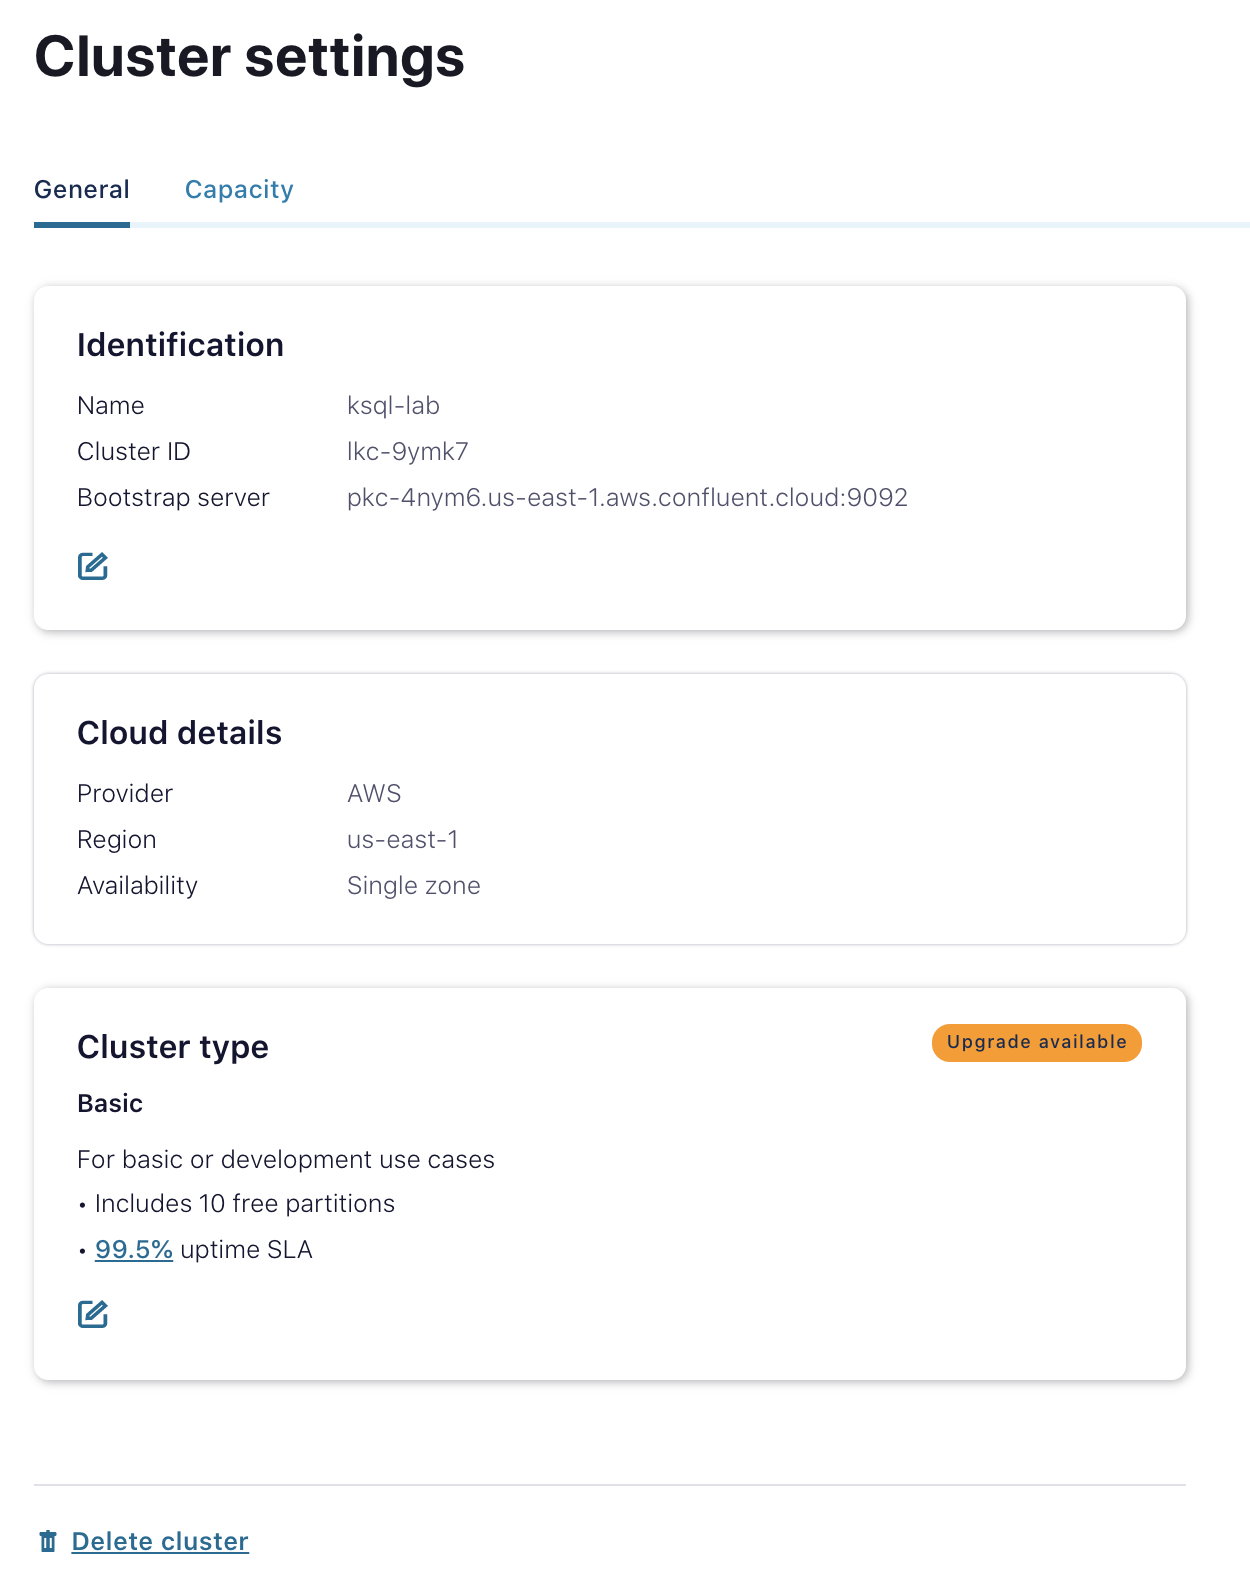 Cluster settings
General Capacity
Identification
Name ksql-lab
Cluster ID lkc-9ymk7
Bootstrap server pkc-4nym6.us-east-1.aws.confluent.cloud:9092
Cloud details
Provider AWS
Region us-east-1
Availability Single zone
Cluster type Upgrade available
Basic
For basic or development use cases
• Includes 10 free partitions
• 99.5% uptime SLA
Delete cluster